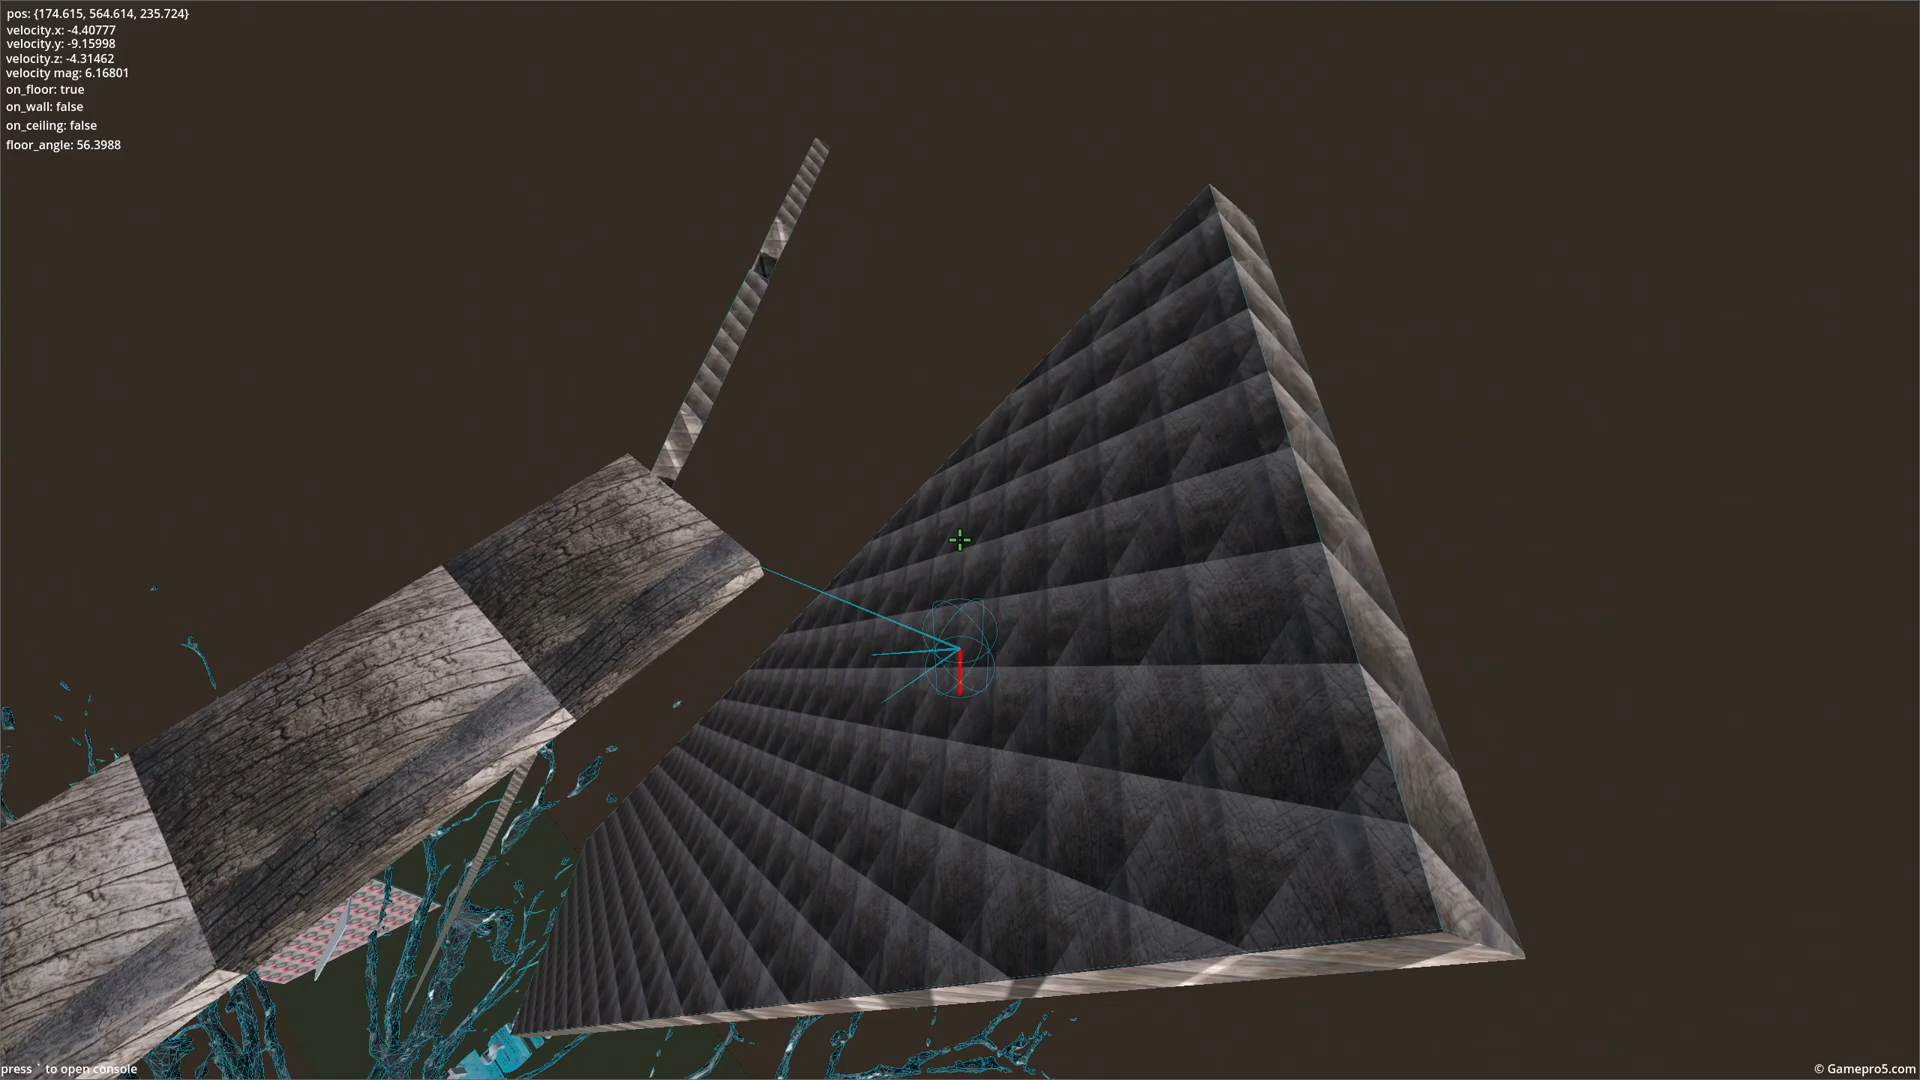 pos: {174.615, 564.614, 235.724}
velocity.x: -4.40777
velocity.y: -9.15998
velocity.z: -4.31462
velocity mag: 6.16801
on_floor: true
on_wall: false
on_ceiling: false
floor_angle: 56.3988
press ` to open console
© Gamepro5.com